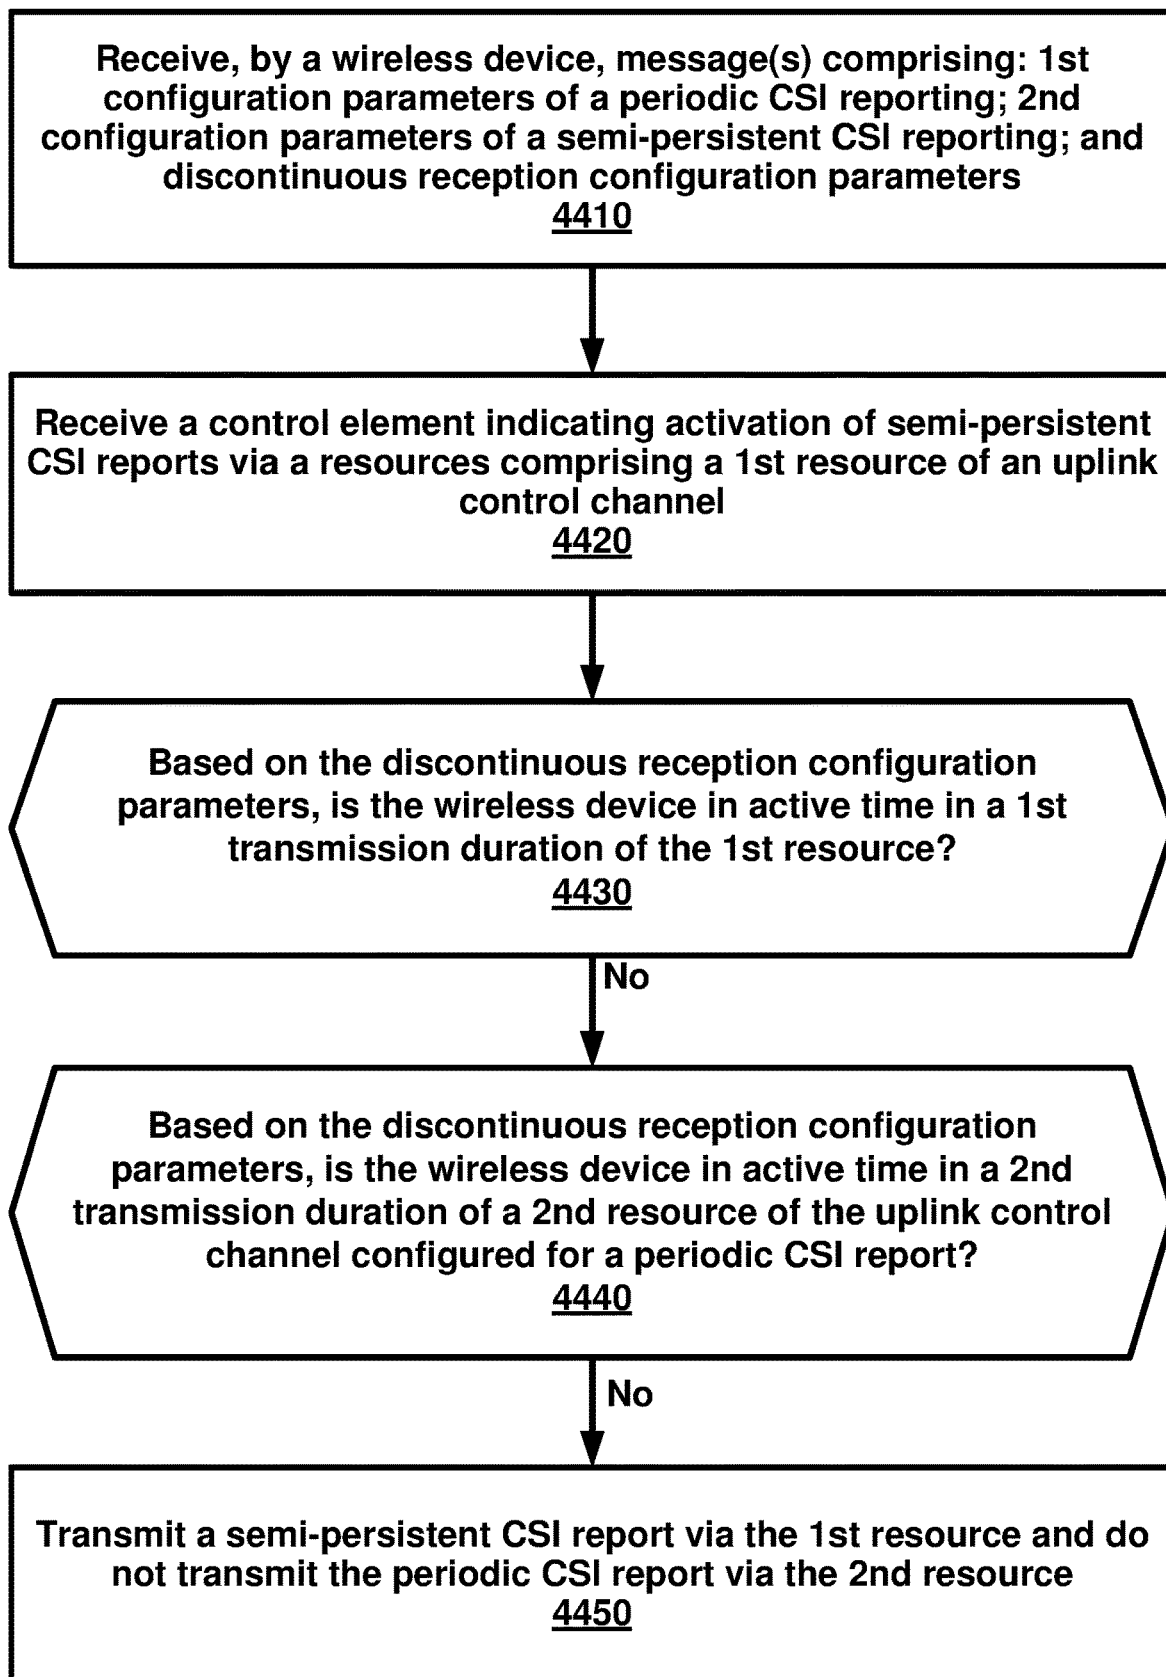 Receive, by a wireless device, message(s) comprising: 1st
configuration parameters of a periodic CSI reporting; 2nd
configuration parameters of a semi-persistent CSI reporting; and
discontinuous reception configuration parameters
4410
Receive a control element indicating activation of semi-persistent
CSI reports via a resources comprising a 1st resource of an uplink
control channel
4420
Based on the discontinuous reception configuration
parameters, is the wireless device in active time in a 1st
transmission duration of the 1st resource?
4430
No
Based on the discontinuous reception configuration
parameters, is the wireless device in active time in a 2nd
transmission duration of a 2nd resource of the uplink control
channel configured for a periodic CSI report?
4440
No
Transmit a semi-persistent CSI report via the 1st resource and do
not transmit the periodic CSI report via the 2nd resource
4450